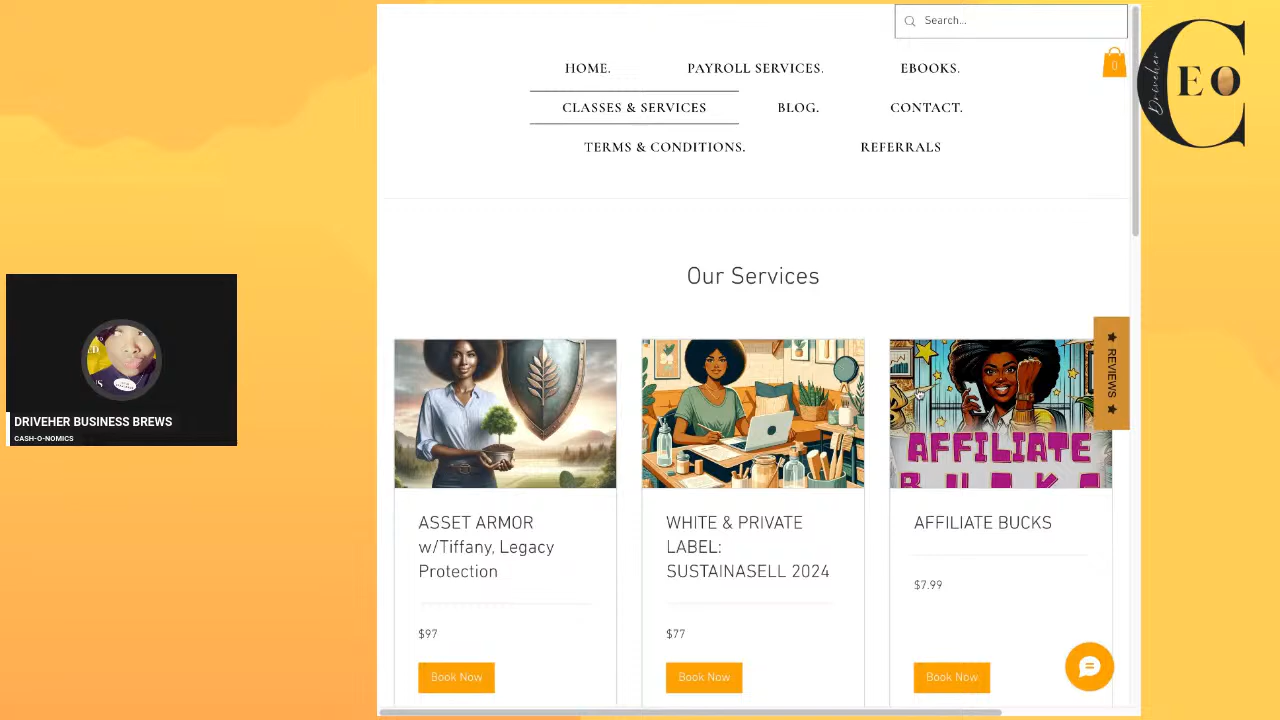 Search...
HOME.
PAYROLL SERVICES.
EBOOKS.
0
CLASSES & SERVICES
BLOG.
CONTACT.
TERMS & CONDITIONS.
REFERRALS
Driveher
CEO
Our Services
REVIEWS
AFFILIATE
BUCKS
DRIVEHER BUSINESS BREWS
CASH-O-NOMICS
ASSET ARMOR
w/Tiffany, Legacy
Protection
$97
Book Now
WHITE & PRIVATE
LABEL:
SUSTAINASELL 2024
$77
Book Now
AFFILIATE BUCKS
$7.99
Book Now